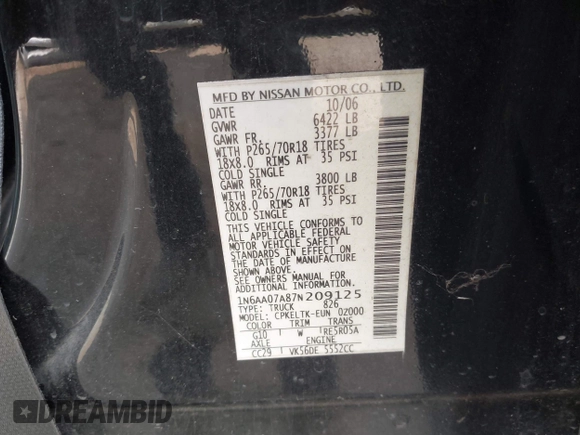 MFD BY NISSAN MOTOR CO., LTD.
DATE 10/06
GVWR 6422 LB
GAWR FR. 3377 LB
WITH P265/70R18 TIRES
18X8.0 RIMS AT 35 PSI
COLD SINGLE
GAWR RR. 3800 LB
WITH P265/70R18 TIRES
18X8.0 RIMS AT 35 PSI
COLD SINGLE
THIS VEHICLE CONFORMS TO
ALL APPLICABLE FEDERAL
MOTOR VEHICLE SAFETY
STANDARDS IN EFFECT ON
THE DATE OF MANUFACTURE
SHOWN ABOVE.
SEE OWNERS MANUAL FOR
ADDITIONAL INFORMATION
1N6AA07A87N209125
TYPE: TRUCK 826
MODEL: CPKELTK-EUN 02000
COLOR TRIM TRANS
G10 W RE5R05A
AXLE ENGINE
CC29 VK56DE 5552CC
DREAMBID